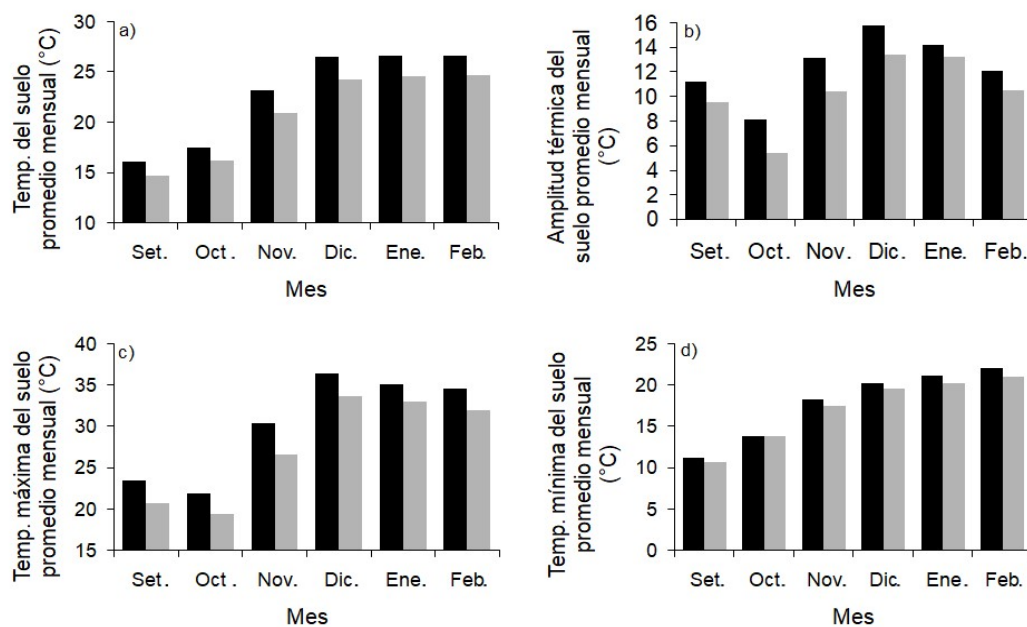 a)
Temp. del suelo
promedio mensual (°C)
30
25
20
15
10
Set. Oct. Nov. Dic. Ene. Feb.
Mes
b)
Amplitud térmica del
suelo promedio mensual
(°C)
16
14
12
10
8
6
4
2
0
Set. Oct. Nov. Dic. Ene. Feb.
Mes
c)
Temp. máxima del suelo
promedio mensual (°C)
40
35
30
25
20
15
Set. Oct. Nov. Dic. Ene. Feb.
Mes
d)
Temp. mínima del suelo
promedio mensual
(°C)
25
20
15
10
5
0
Set. Oct. Nov. Dic. Ene. Feb.
Mes